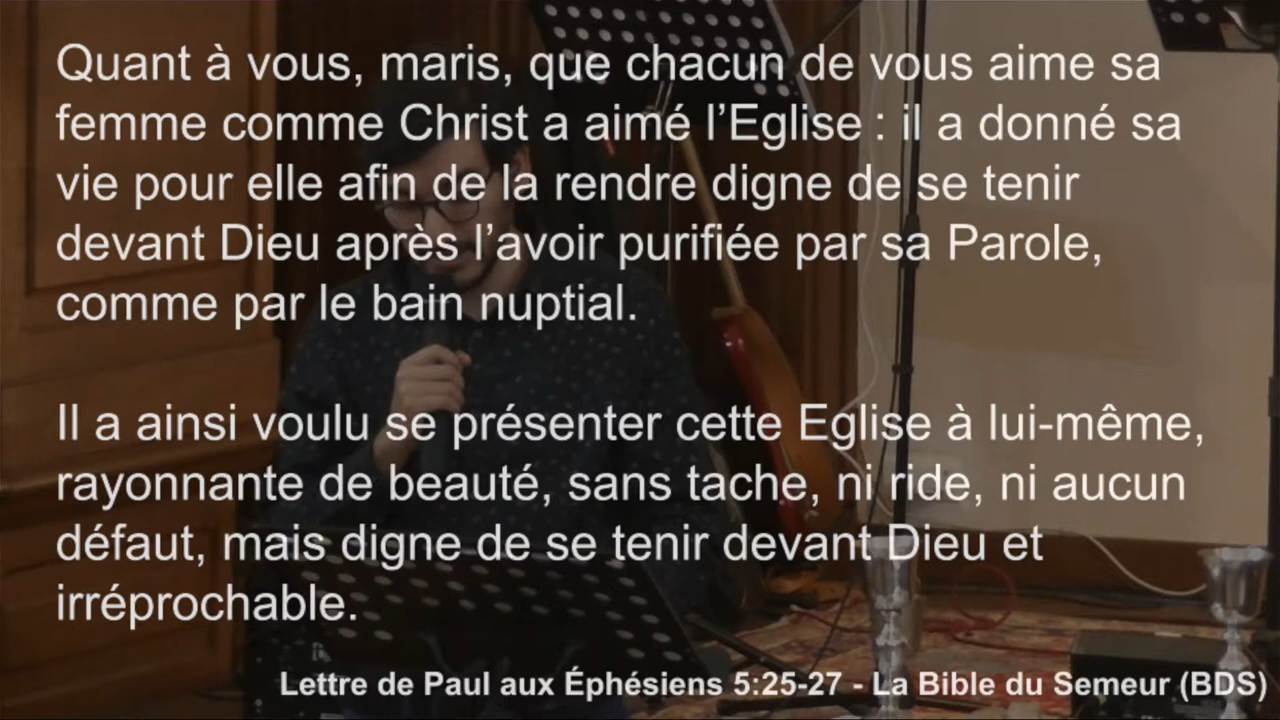 Quant à vous, maris, que chacun de vous aime sa
femme comme Christ a aimé l’Eglise : il a donné sa
vie pour elle afin de la rendre digne de se tenir
devant Dieu après l’avoir purifiée par sa Parole,
comme par le bain nuptial.
Il a ainsi voulu se présenter cette Eglise à lui-même,
rayonnante de beauté, sans tache, ni ride, ni aucun
défaut, mais digne de se tenir devant Dieu et
irréprochable.
Lettre de Paul aux Éphésiens 5:25-27 - La Bible du Semeur (BDS)